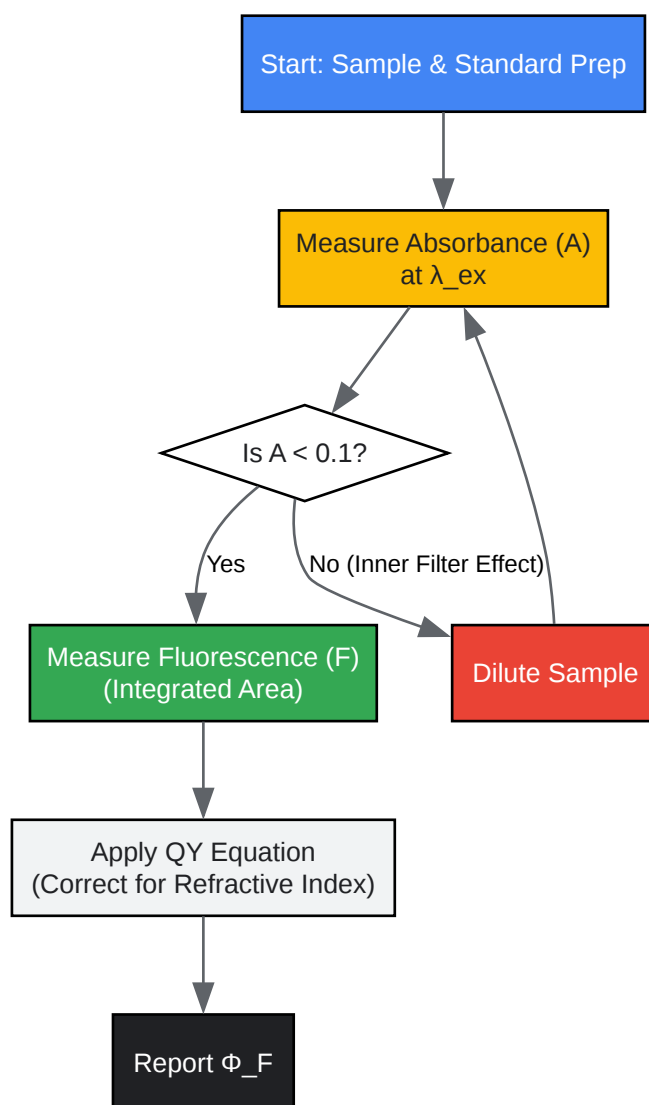 Start: Sample & Standard Prep
Measure Absorbance (A)
at λ_ex
Is A < 0.1?
Yes
No (Inner Filter Effect)
Measure Fluorescence (F)
(Integrated Area)
Dilute Sample
Apply QY Equation
(Correct for Refractive Index)
Report Φ_F